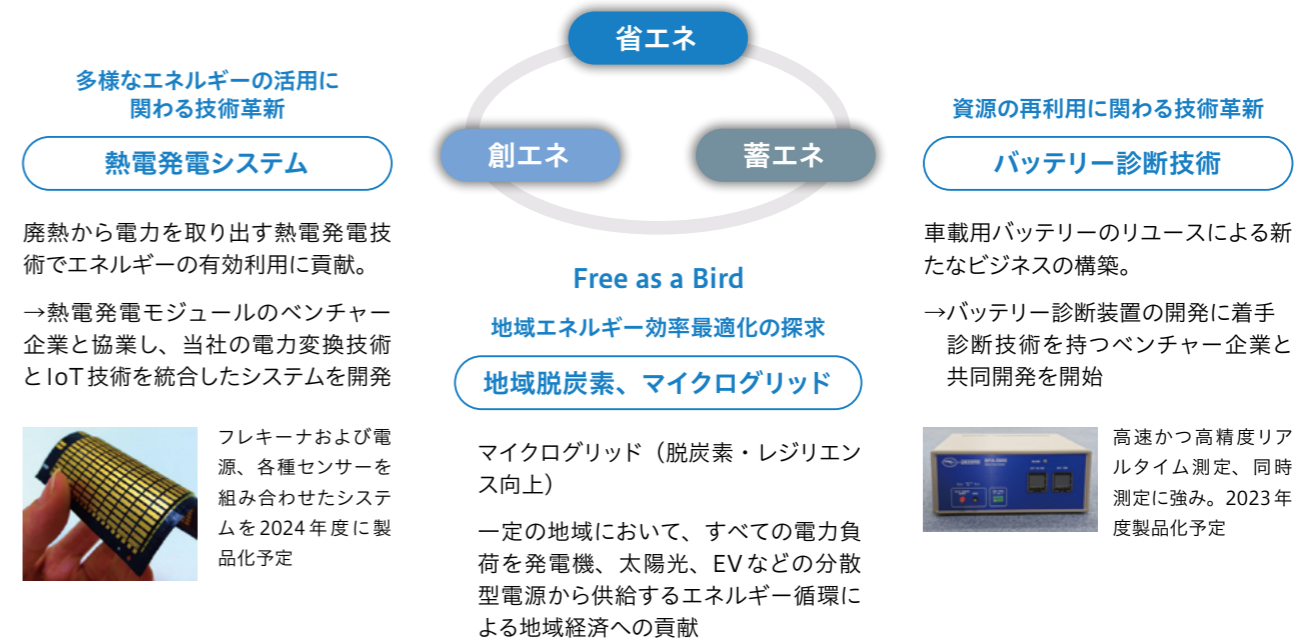 省エネ
創エネ
蓄エネ
多様なエネルギーの活用に
関わる技術革新
熱電発電システム
廃熱から電力を取り出す熱電発電技
術でエネルギーの有効利用に貢献。
→熱電発電モジュールのベンチャー
企業と協業し、当社の電力変換技術
とIoT技術を統合したシステムを開発
フレキーナおよび電
源、各種センサーを
組み合わせたシステ
ムを2024年度に製
品化予定
Free as a Bird
地域エネルギー効率最適化の探求
地域脱炭素、マイクログリッド
マイクログリッド（脱炭素・レジリエン
ス向上）
一定の地域において、すべての電力負
荷を発電機、太陽光、EVなどの分散
型電源から供給するエネルギー循環に
よる地域経済への貢献
資源の再利用に関わる技術革新
バッテリー診断技術
車載用バッテリーのリユースによる新
たなビジネスの構築。
→バッテリー診断装置の開発に着手
診断技術を持つベンチャー企業と
共同開発を開始
高速かつ高精度リア
ルタイム測定、同時
測定に強み。2023年
度製品化予定